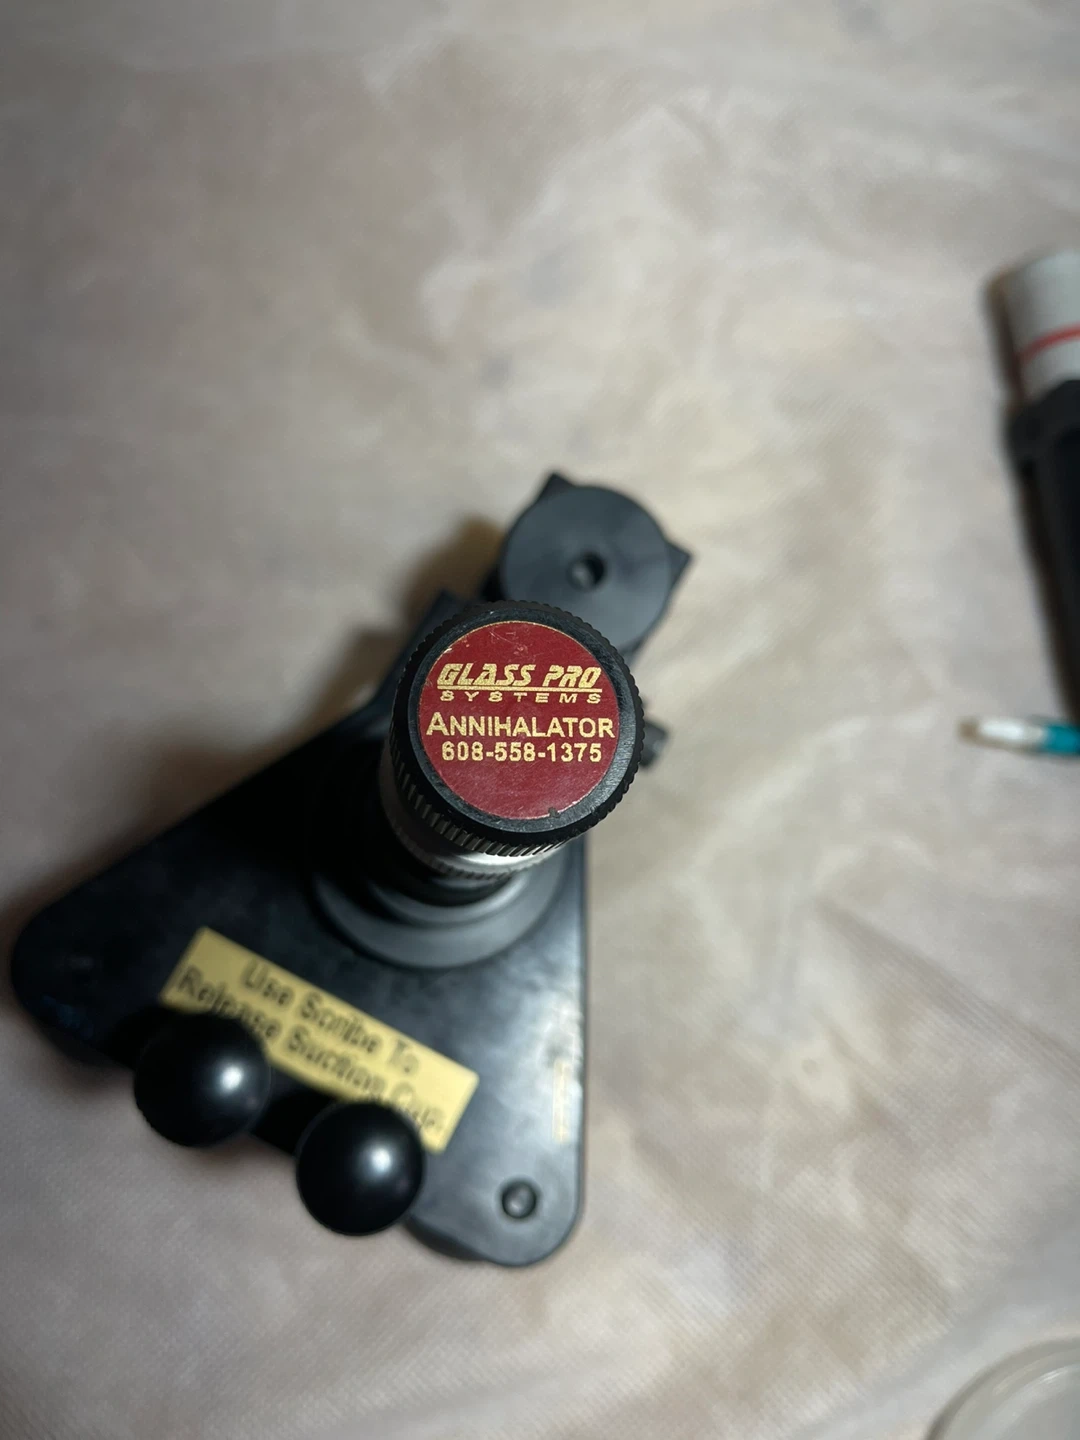 GLASS PRO
SYSTEMS
ANNIHALATOR
608-558-1375
Use Scribe To
Release Suction Cup